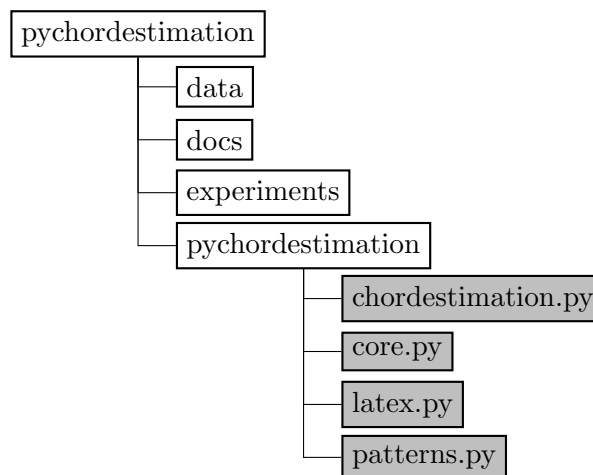 pychordestimation
data
docs
experiments
pychordestimation
chordestimation.py
core.py
latex.py
patterns.py